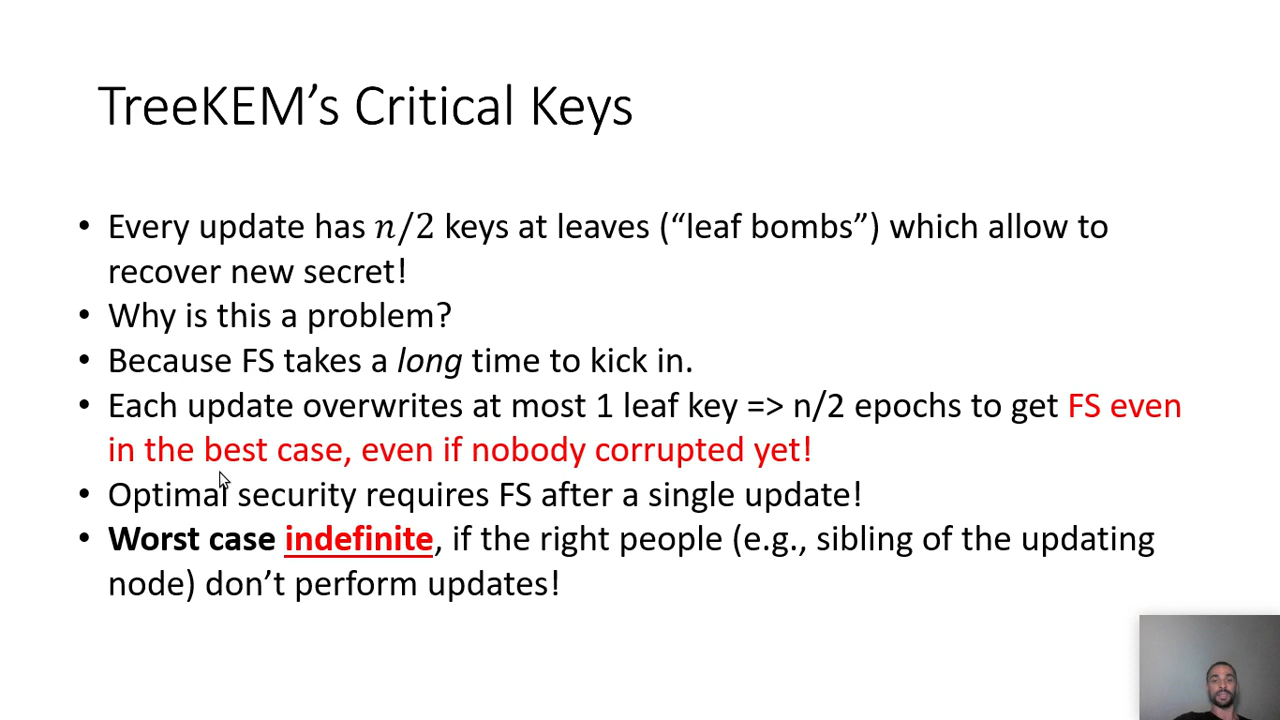 TreeKEM’s Critical Keys
• Every update has n/2 keys at leaves (“leaf bombs”) which allow to
recover new secret!
• Why is this a problem?
• Because FS takes a long time to kick in.
• Each update overwrites at most 1 leaf key => n/2 epochs to get FS even
in the best case, even if nobody corrupted yet!
• Optimal security requires FS after a single update!
• Worst case indefinite, if the right people (e.g., sibling of the updating
node) don’t perform updates!